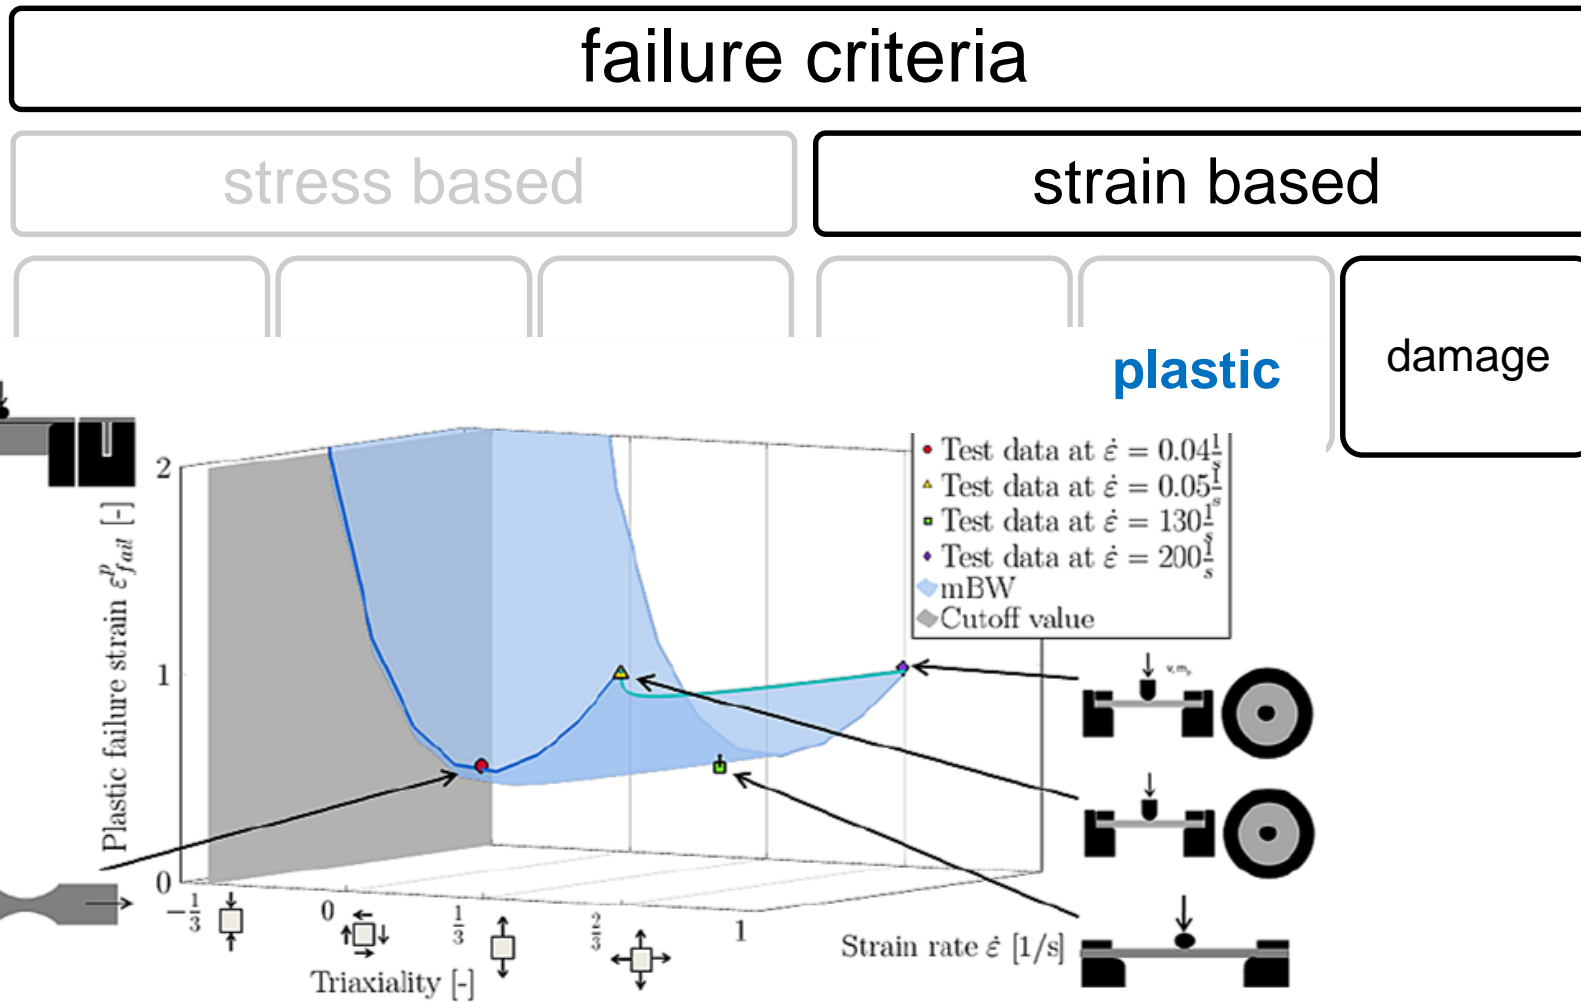 failure criteria
stress based
strain based
plastic
damage
Test data at ε̇ = 0.04 1/s
Test data at ε̇ = 0.05 1/s
Test data at ε̇ = 130 1/s
Test data at ε̇ = 200 1/s
mBW
Cutoff value
Plastic failure strain ε^p_fail [-]
2
1
0
v, m_p
−1/3
0
1/3
2/3
1
Triaxiality [-]
Strain rate ε̇ [1/s]